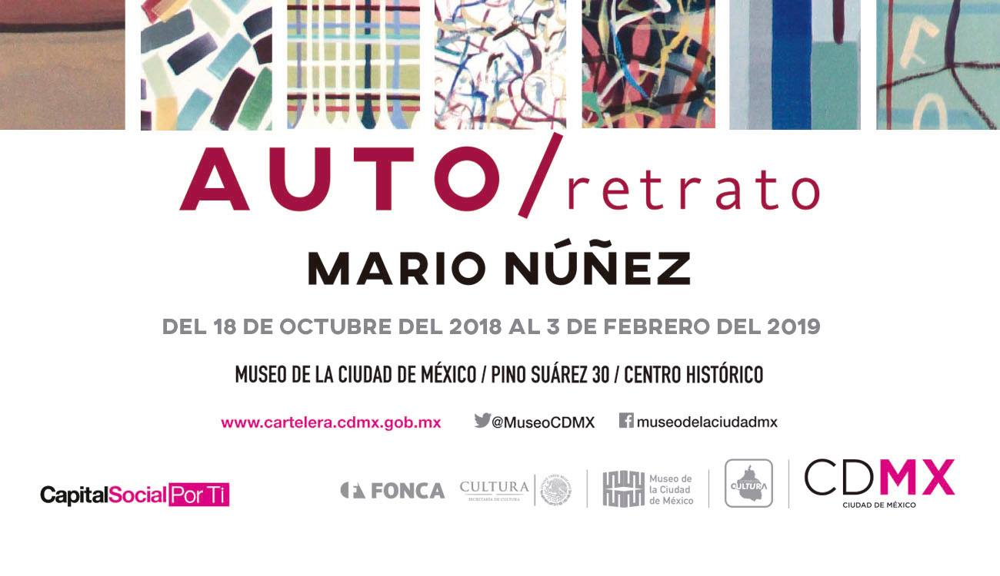 AUTO/retrato
MARIO NÚÑEZ
DEL 18 DE OCTUBRE DEL 2018 AL 3 DE FEBRERO DEL 2019
MUSEO DE LA CIUDAD DE MÉXICO / PINO SUÁREZ 30 / CENTRO HISTÓRICO
www.cartelera.cdmx.gob.mx @MuseoCDMX museodelaciudadmx
CapitalSocial Por Ti
FONCA
CULTURA
SECRETARÍA DE CULTURA
Museo de
la Ciudad
de México
CULTURA
CDMX
CIUDAD DE MÉXICO